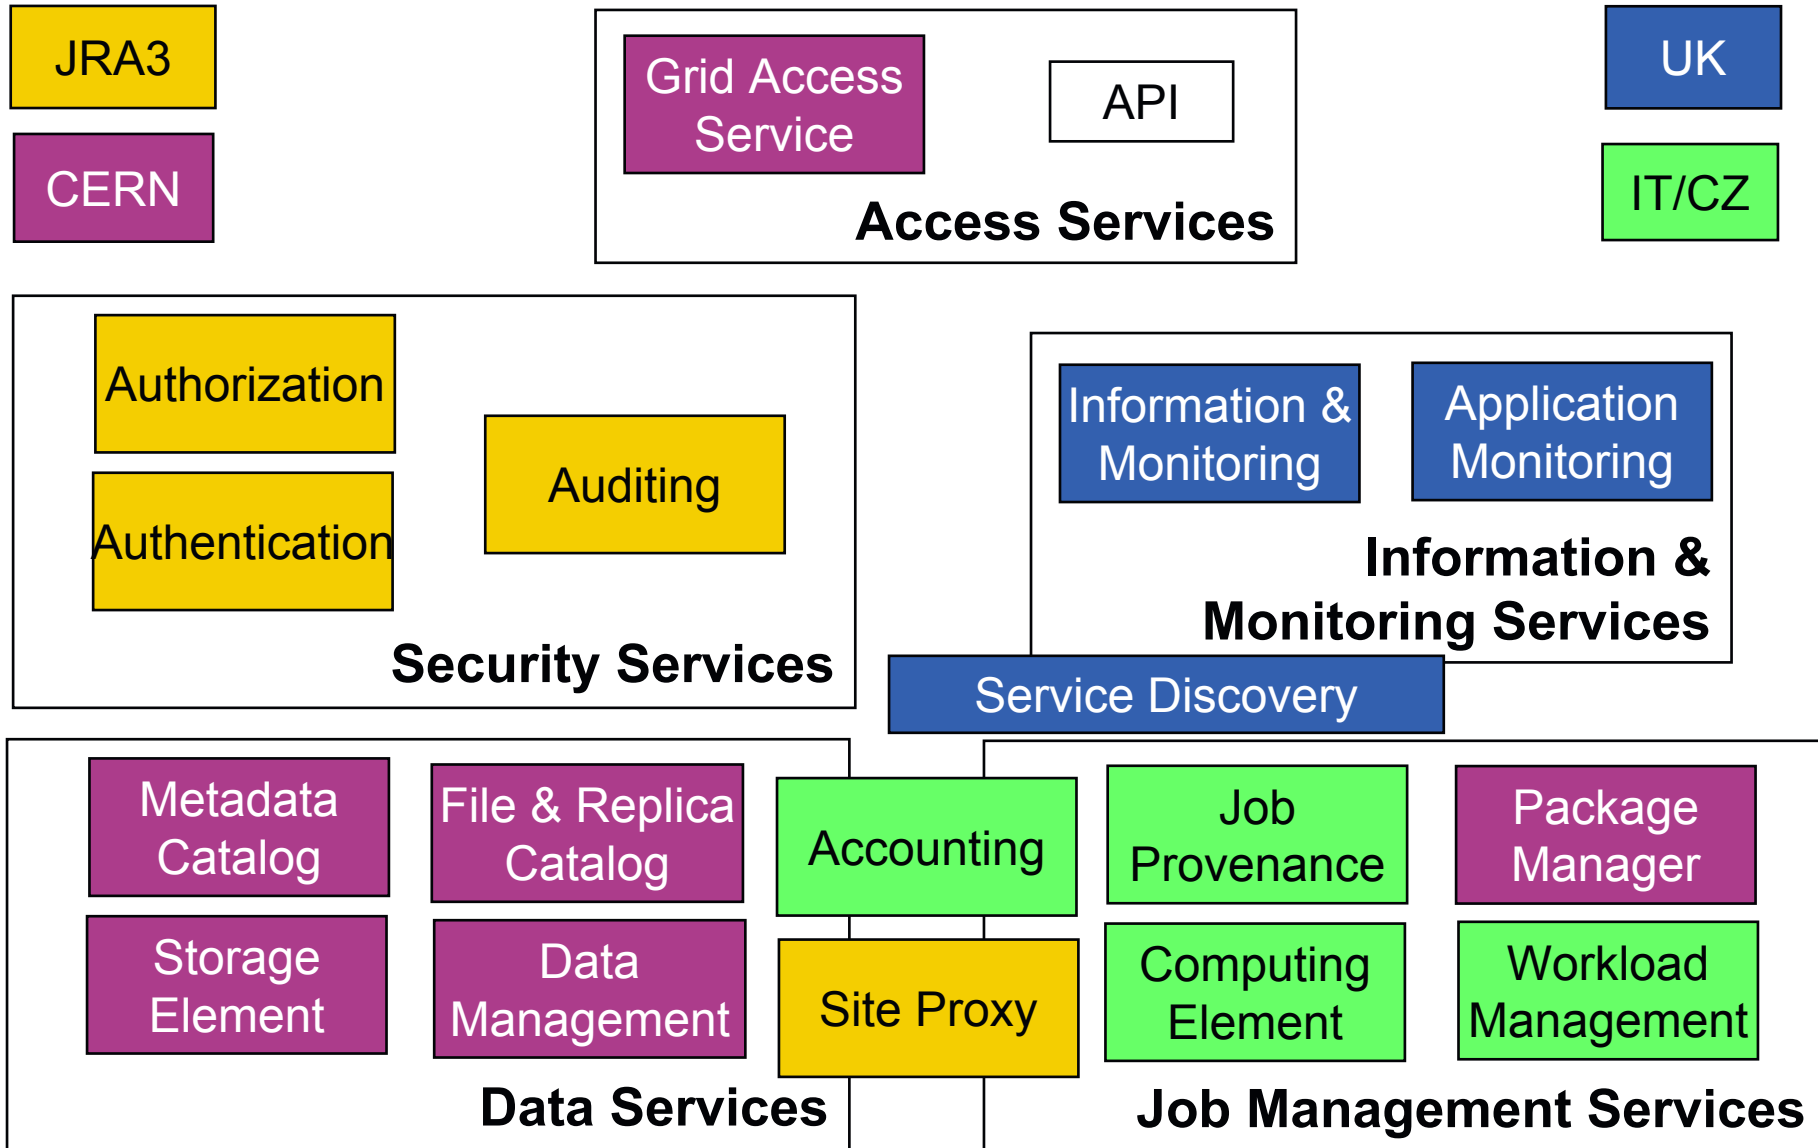 JRA3
CERN
Grid Access
Service
API
Access Services
UK
IT/CZ
Authorization
Authentication
Auditing
Security Services
Information &
Monitoring
Application
Monitoring
Information &
Monitoring Services
Service Discovery
Metadata
Catalog
File & Replica
Catalog
Storage
Element
Data
Management
Data Services
Accounting
Site Proxy
Job
Provenance
Package
Manager
Computing
Element
Workload
Management
Job Management Services